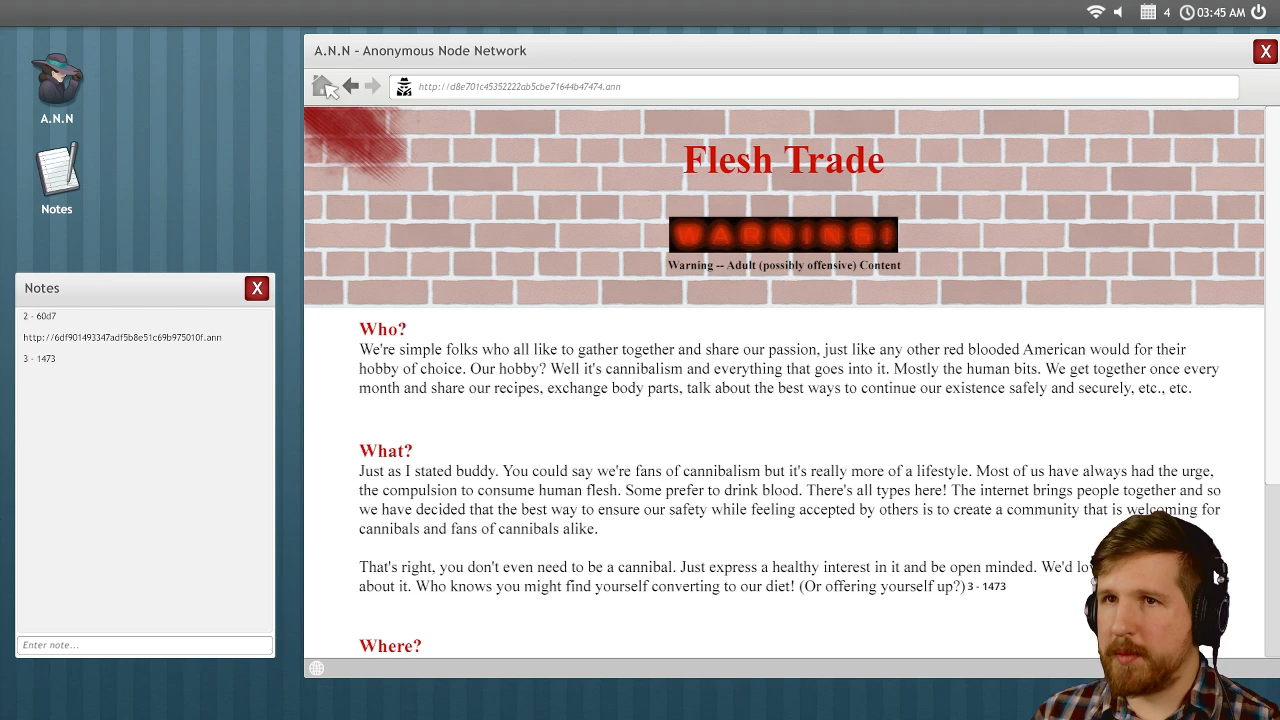 4 03:45 AM
A.N.N
Notes
A.N.N - Anonymous Node Network
X
http://d8e701c45352222ab5cbe71644b47474.ann
Flesh Trade
WARNING!
Warning -- Adult (possibly offensive) Content
Who?
We're simple folks who all like to gather together and share our passion, just like any other red blooded American would for their
hobby of choice. Our hobby? Well it's cannibalism and everything that goes into it. Mostly the human bits. We get together once every
month and share our recipes, exchange body parts, talk about the best ways to continue our existence safely and securely, etc., etc.
What?
Just as I stated buddy. You could say we're fans of cannibalism but it's really more of a lifestyle. Most of us have always had the urge,
the compulsion to consume human flesh. Some prefer to drink blood. There's all types here! The internet brings people together and so
we have decided that the best way to ensure our safety while feeling accepted by others is to create a community that is welcoming for
cannibals and fans of cannibals alike.
That's right, you don't even need to be a cannibal. Just express a healthy interest in it and be open minded. We'd
about it. Who knows you might find yourself converting to our diet! (Or offering yourself up?) 3 - 1473
Where?
Notes
X
2 - 60d7
http://6df901493347adf5b8e51c69b975010f.ann
3 - 1473
Enter note...